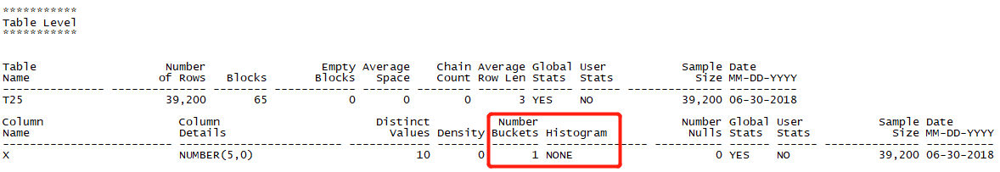 ***********
Table Level
***********
Table                   Number                 Empty Average    Chain Average Global User           Sample Date
Name                   of Rows   Blocks       Blocks   Space    Count Row Len Stats  Stats            Size MM-DD-YYYY
--------------- -------------- -------- ------------ ------- -------- ------- ------ ------ -------------- ----------
T25                     39,200       65            0       0        0       3 YES    NO             39,200 06-30-2018
Column                    Column                       Distinct              Number                     Number Global User             Sample Date
Name                      Details                        Values Density Buckets Histogram                Nulls Stats  Stats              Size MM-DD-YYYY
------------------------- ------------------------ ------------ ------- ------- --------- ---------- ------ ------ -------------- ----------
X                         NUMBER(5,0)                        10       0       1 NONE                         0 YES    NO               39,200 06-30-2018